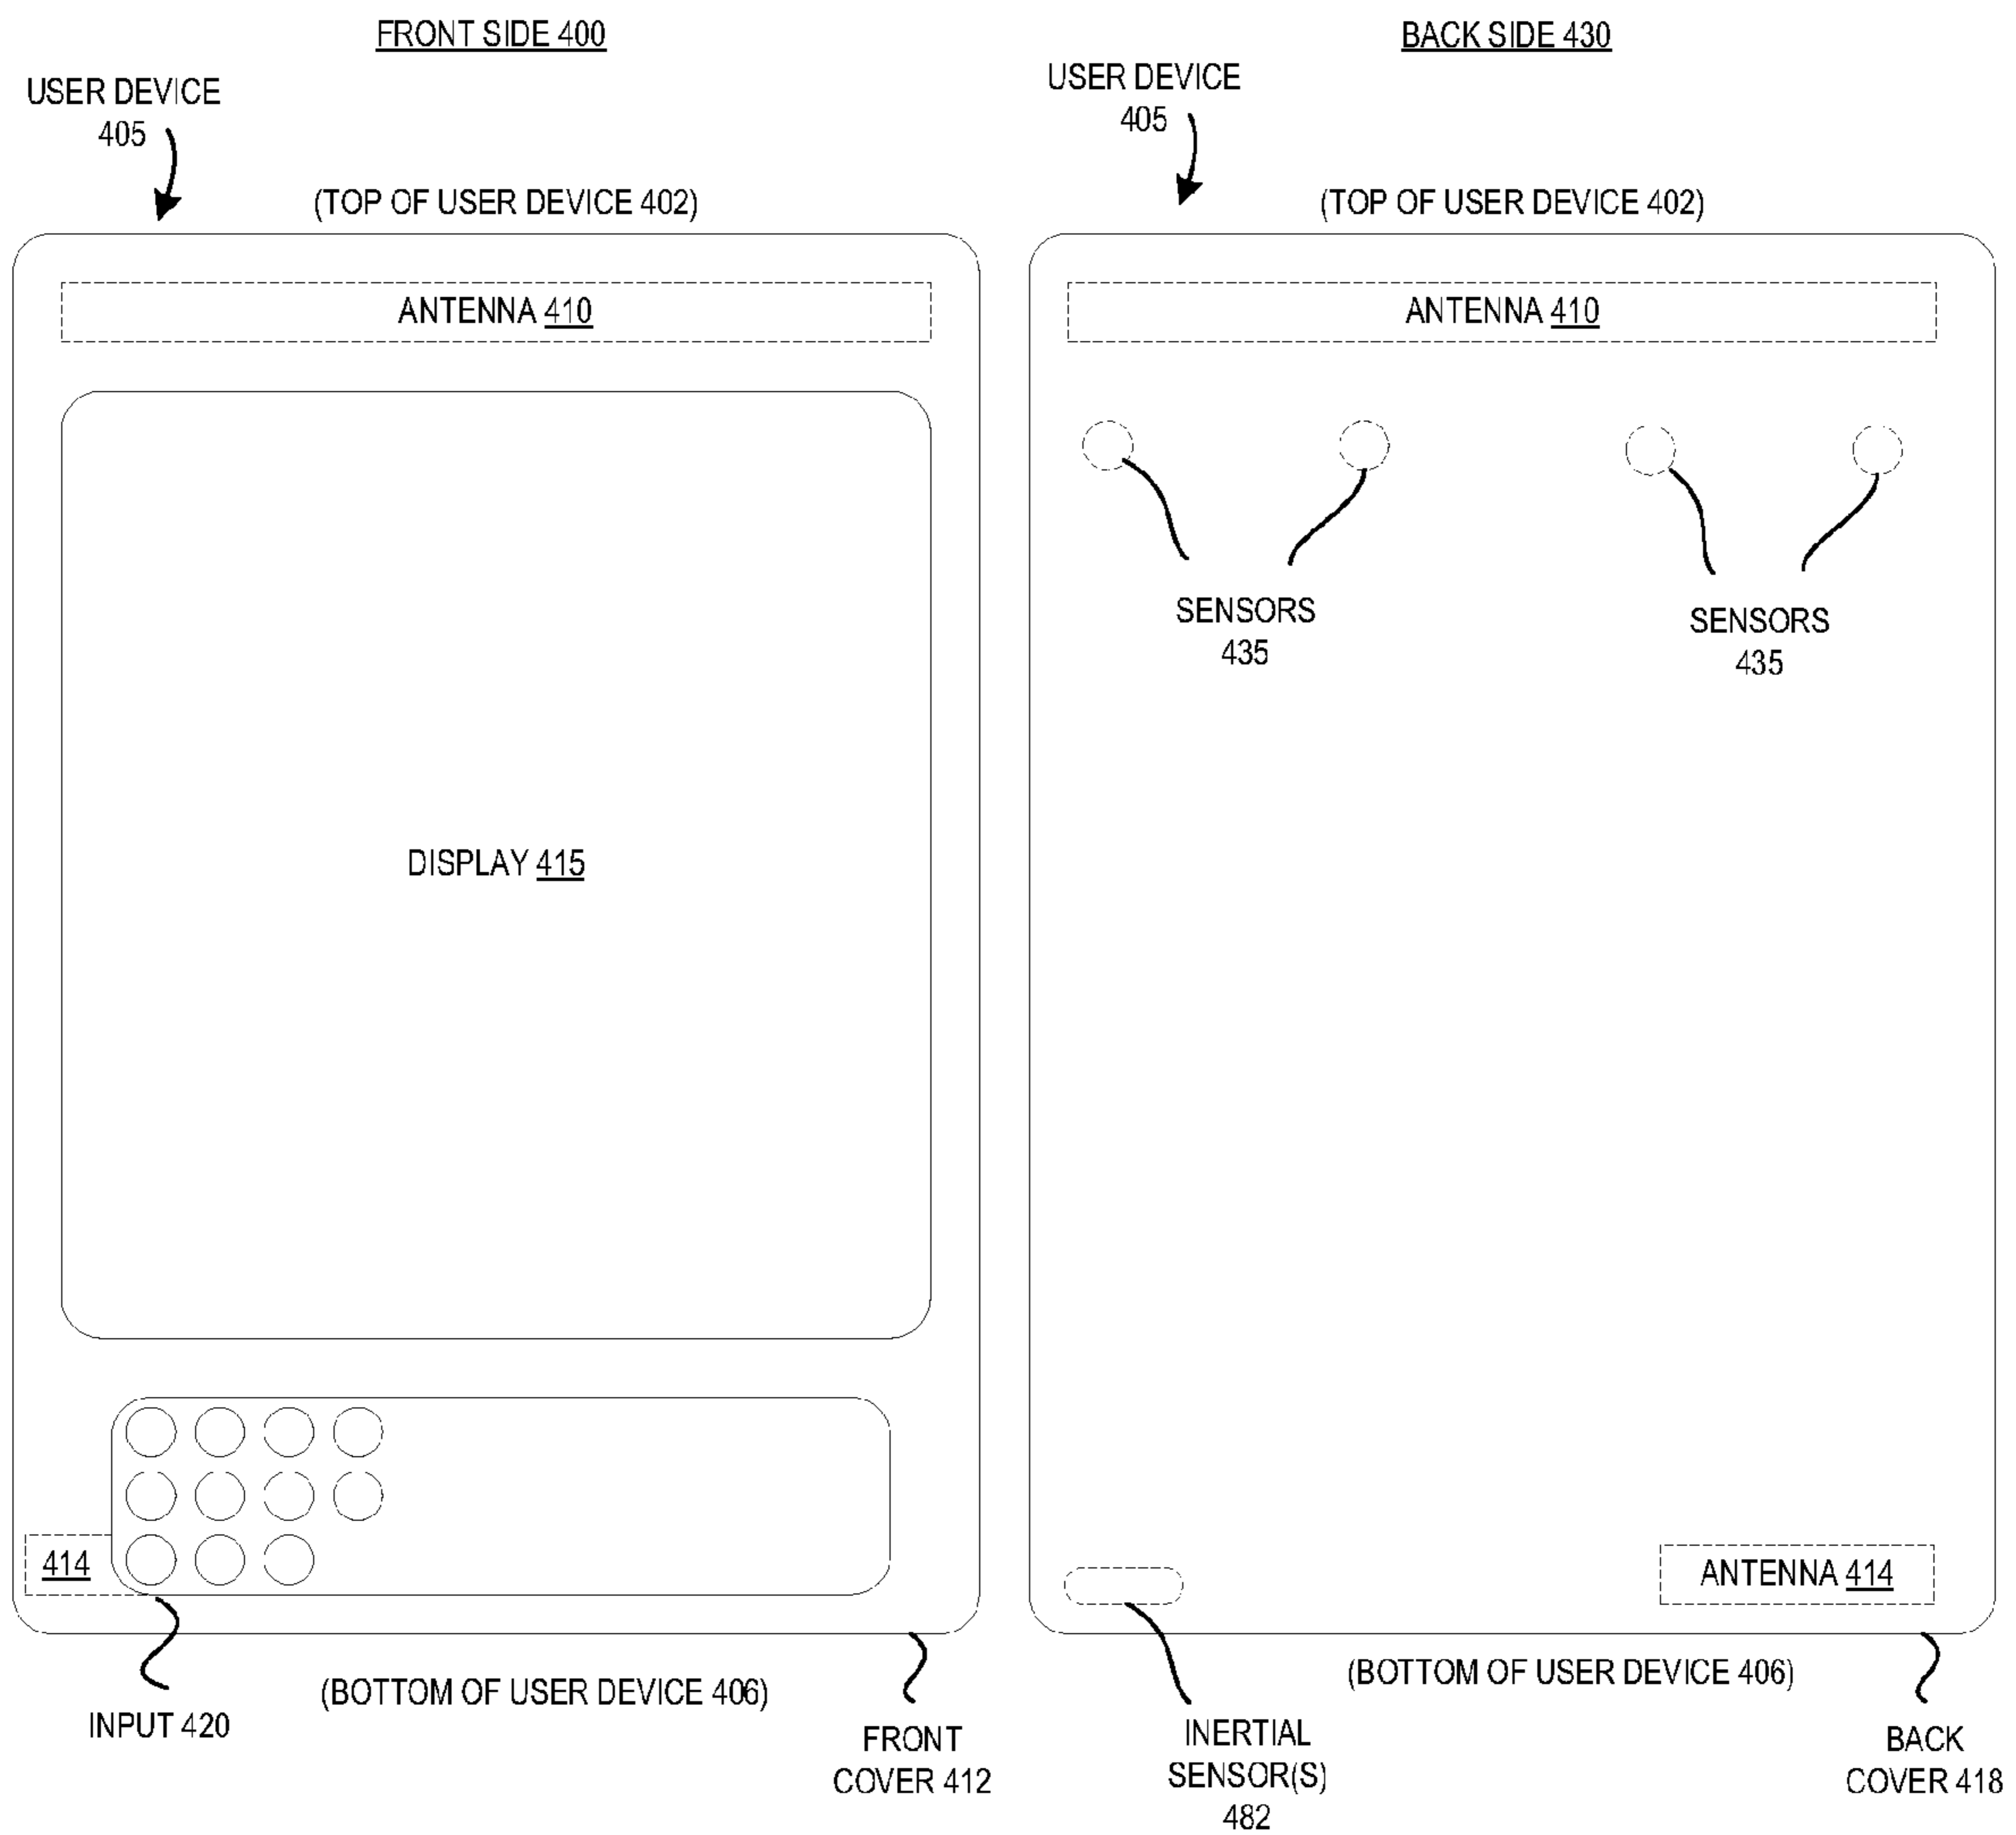 FRONT SIDE 400
USER DEVICE
405
(TOP OF USER DEVICE 402)
ANTENNA 410
DISPLAY 415
414
INPUT 420
(BOTTOM OF USER DEVICE 406)
FRONT
COVER 412
BACK SIDE 430
USER DEVICE
405
(TOP OF USER DEVICE 402)
ANTENNA 410
SENSORS
435
SENSORS
435
ANTENNA 414
(BOTTOM OF USER DEVICE 406)
INERTIAL
SENSOR(S)
482
BACK
COVER 418